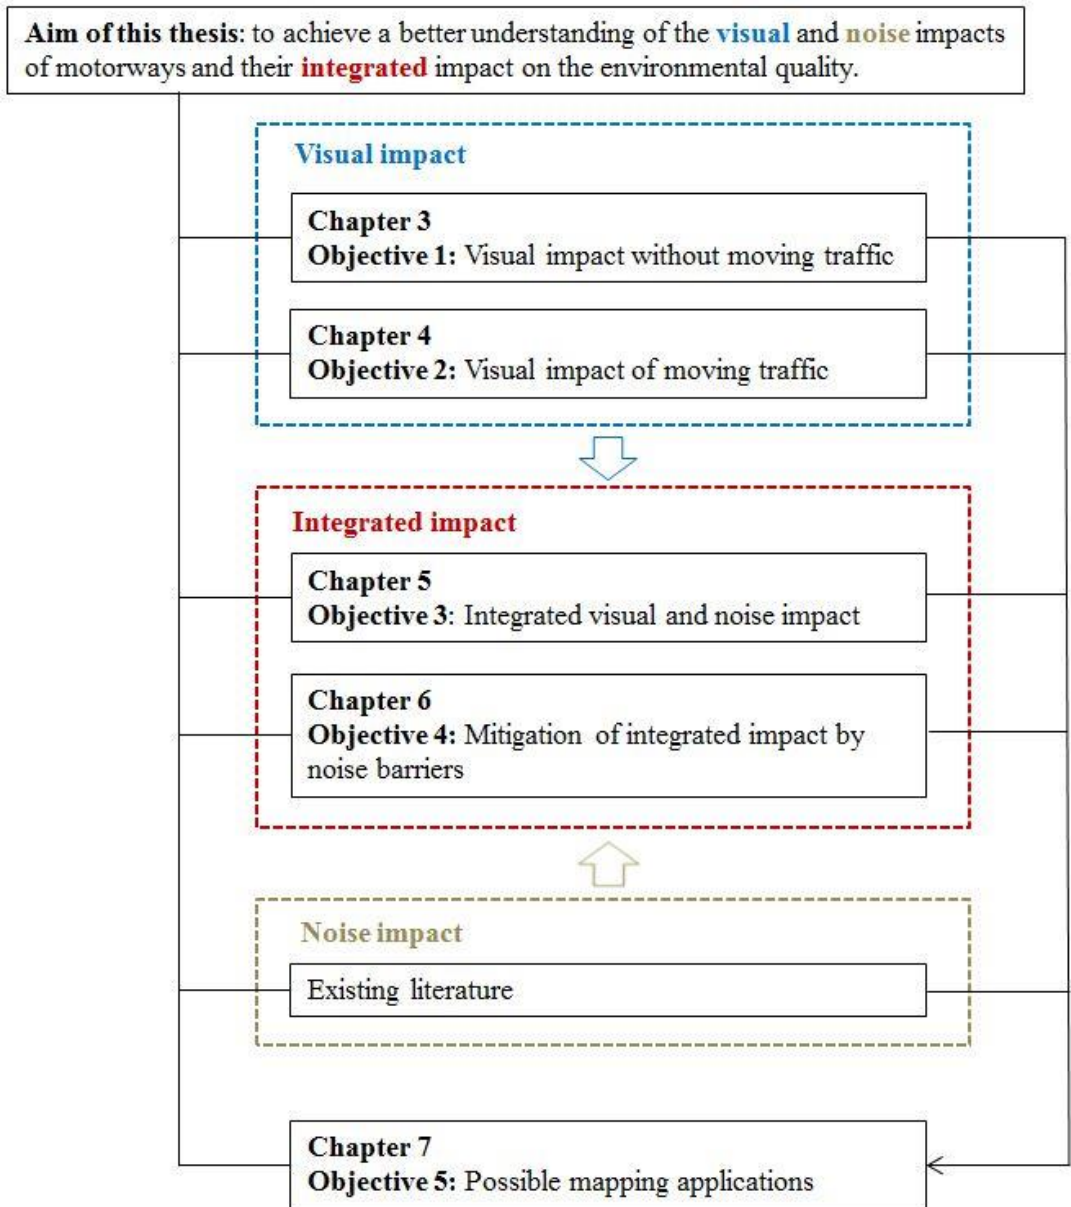 Aim of this thesis: to achieve a better understanding of the visual and noise impacts
of motorways and their integrated impact on the environmental quality.
Visual impact
Chapter 3
Objective 1: Visual impact without moving traffic
Chapter 4
Objective 2: Visual impact of moving traffic
Integrated impact
Chapter 5
Objective 3: Integrated visual and noise impact
Chapter 6
Objective 4: Mitigation of integrated impact by
noise barriers
Noise impact
Existing literature
Chapter 7
Objective 5: Possible mapping applications